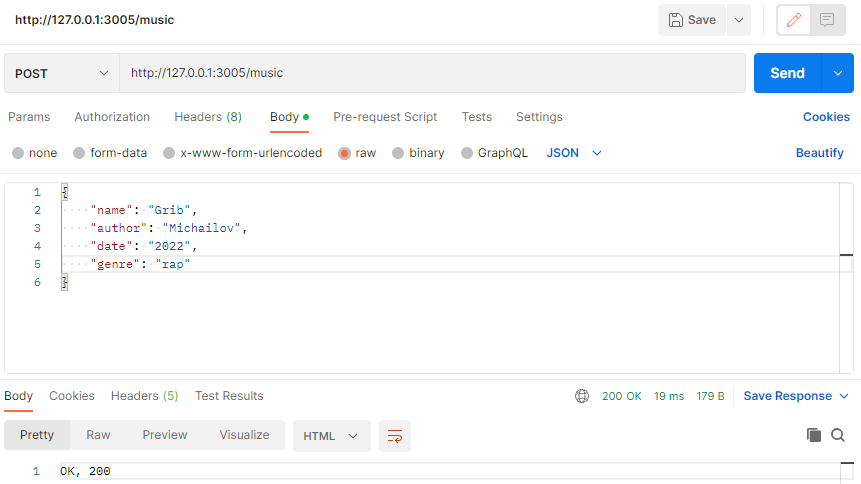 http://127.0.0.1:3005/music Save
POST http://127.0.0.1:3005/music Send
Params Authorization Headers (8) Body Pre-request Script Tests Settings Cookies
none form-data x-www-form-urlencoded raw binary GraphQL JSON Beautify
1 {
2 "name": "Grib",
3 "author": "Michailov",
4 "date": "2022",
5 "genre": "rap"
6 }
Body Cookies Headers (5) Test Results 200 OK 19 ms 179 B Save Response
Pretty Raw Preview Visualize HTML
1 OK, 200